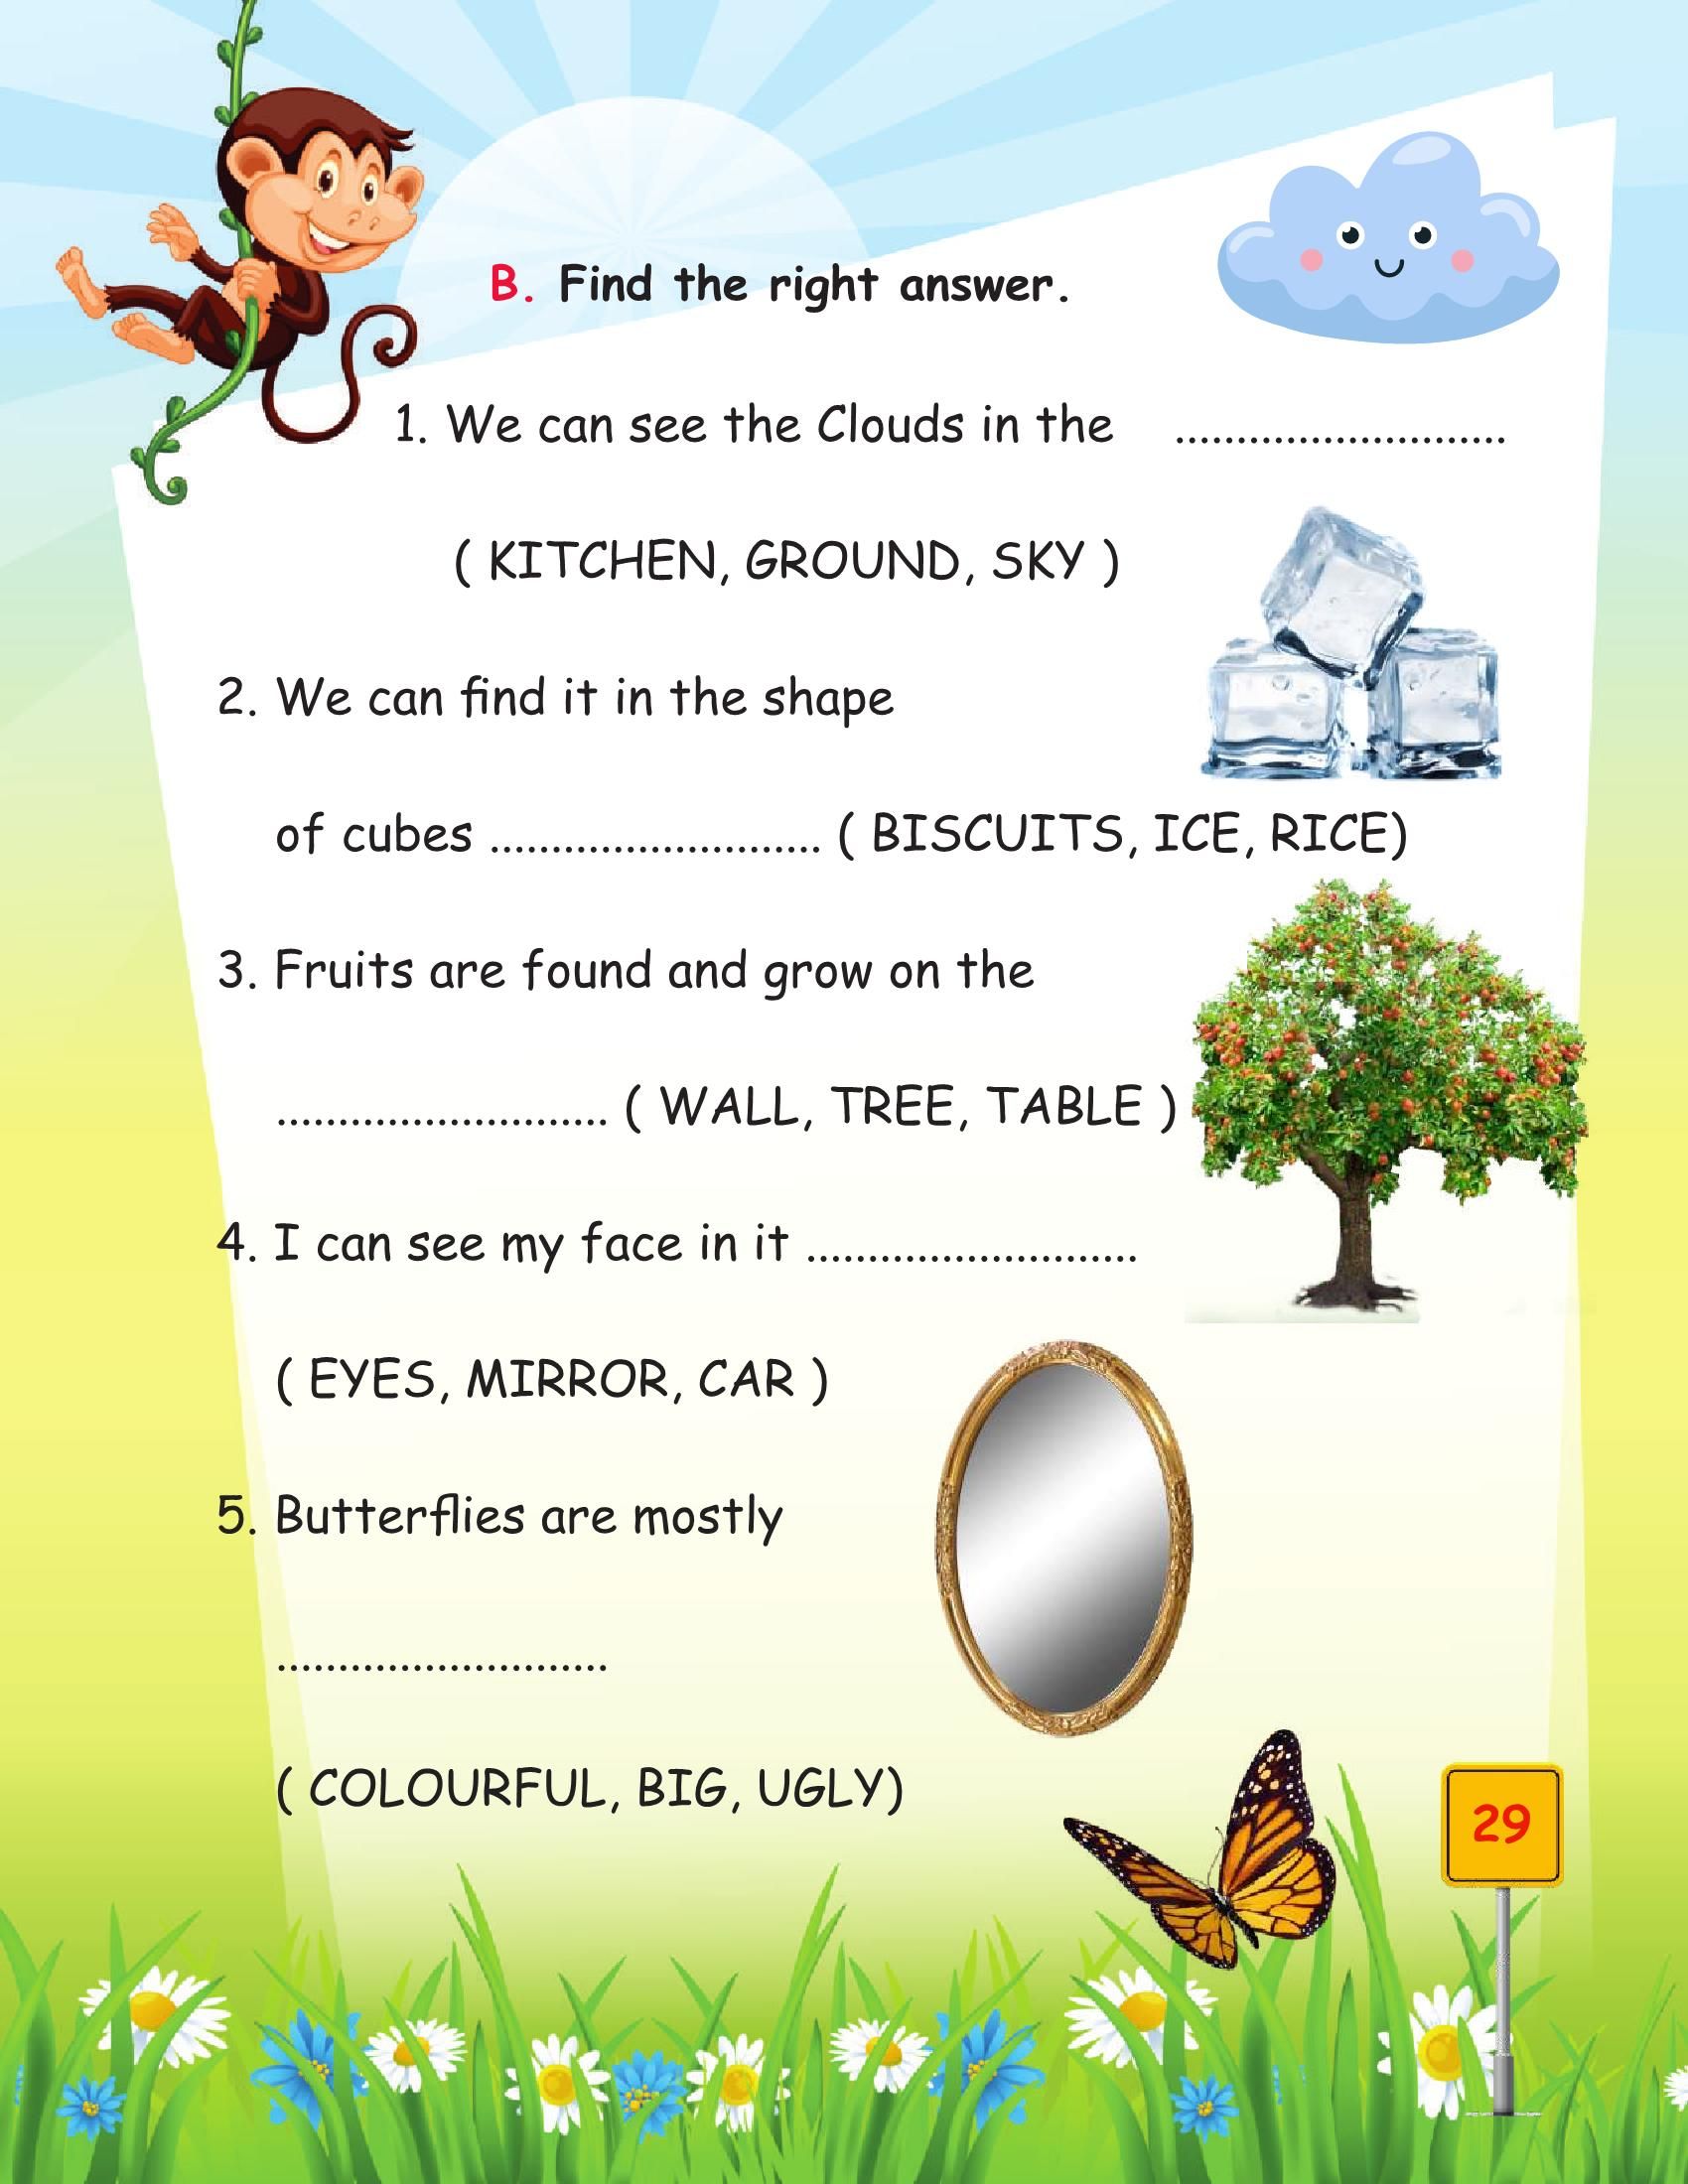 B. Find the right answer.
1. We can see the Clouds in the ...........................
( KITCHEN, GROUND, SKY )
2. We can find it in the shape
of cubes ........................... ( BISCUITS, ICE, RICE)
3. Fruits are found and grow on the
........................... ( WALL, TREE, TABLE )
4. I can see my face in it ...........................
( EYES, MIRROR, CAR )
5. Butterflies are mostly
...........................
( COLOURFUL, BIG, UGLY)
29